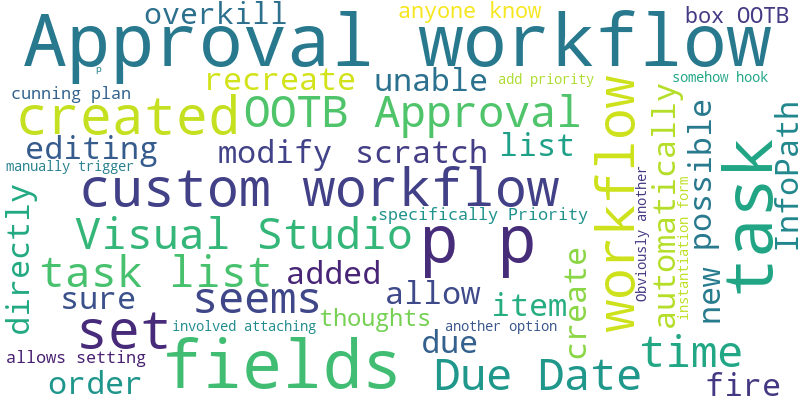 overkill
anyone know
box OOTB
Approval workflow
p
cunning plan
recreate
unable
add priority
somehow hook
created
OOTB Approval
editing
modify scratch
list
manually trigger
custom workflow
specifically Priority
Visual Studio
p p
task list
added
allow
item
sure
seems
set
involved attaching
thoughts
another option
due
allows setting
order
fields
Due Date
time
fire
directly
create
workflow
Obviously another
automatically
instantiation form
new possible
task
InfoPath